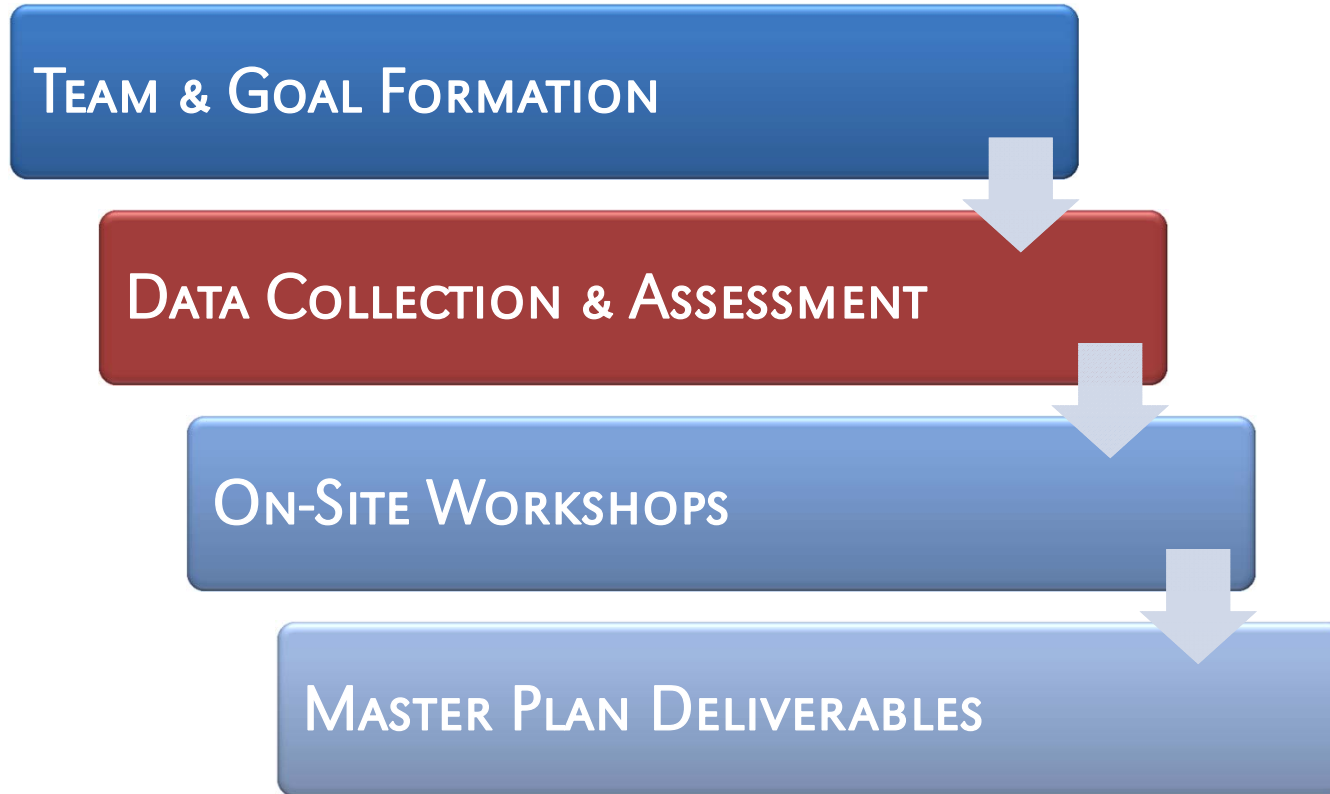 Team & Goal Formation
Data Collection & Assessment
On-Site Workshops
Master Plan Deliverables